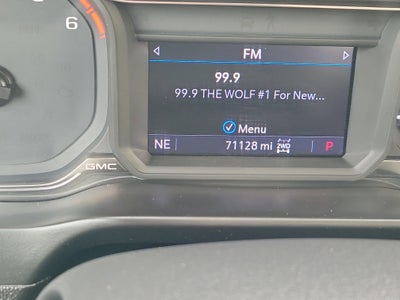 6
FM
99.9
99.9 THE WOLF #1 For New...
Menu
NE 71128 mi 2WD P
GMC